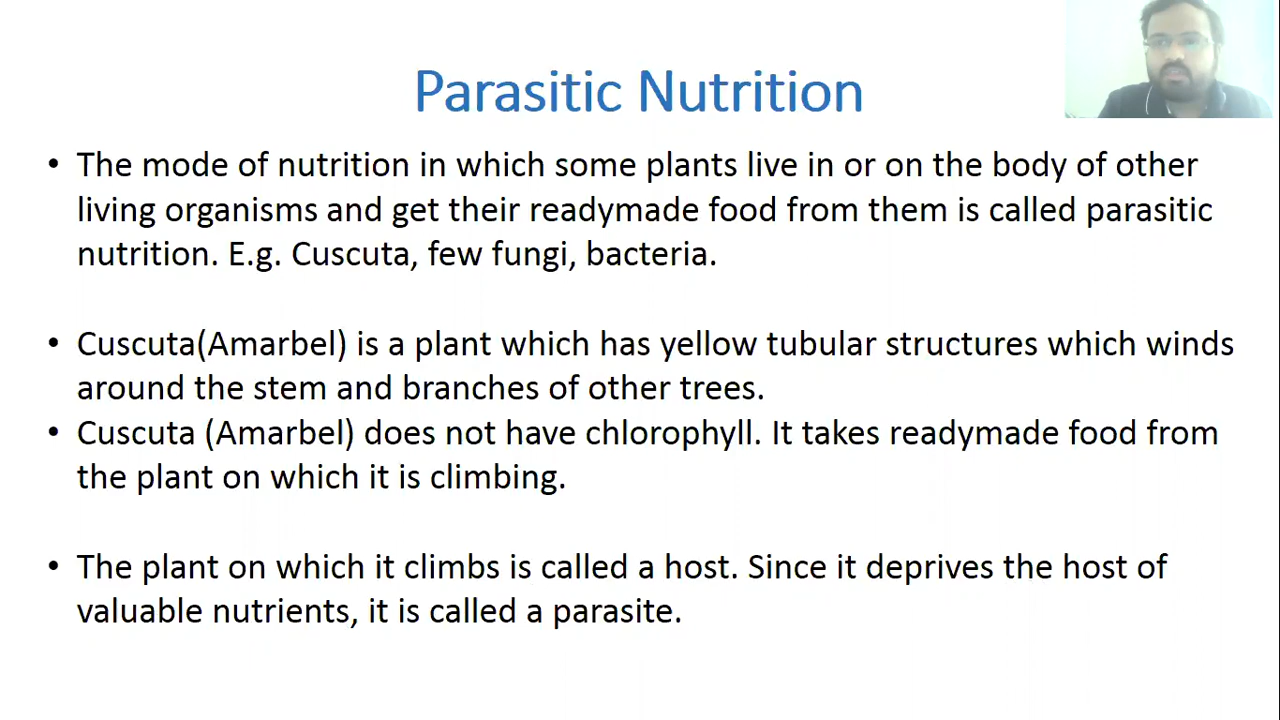 Parasitic Nutrition
• The mode of nutrition in which some plants live in or on the body of other
living organisms and get their readymade food from them is called parasitic
nutrition. E.g. Cuscuta, few fungi, bacteria.
• Cuscuta(Amarbel) is a plant which has yellow tubular structures which winds
around the stem and branches of other trees.
• Cuscuta (Amarbel) does not have chlorophyll. It takes readymade food from
the plant on which it is climbing.
• The plant on which it climbs is called a host. Since it deprives the host of
valuable nutrients, it is called a parasite.